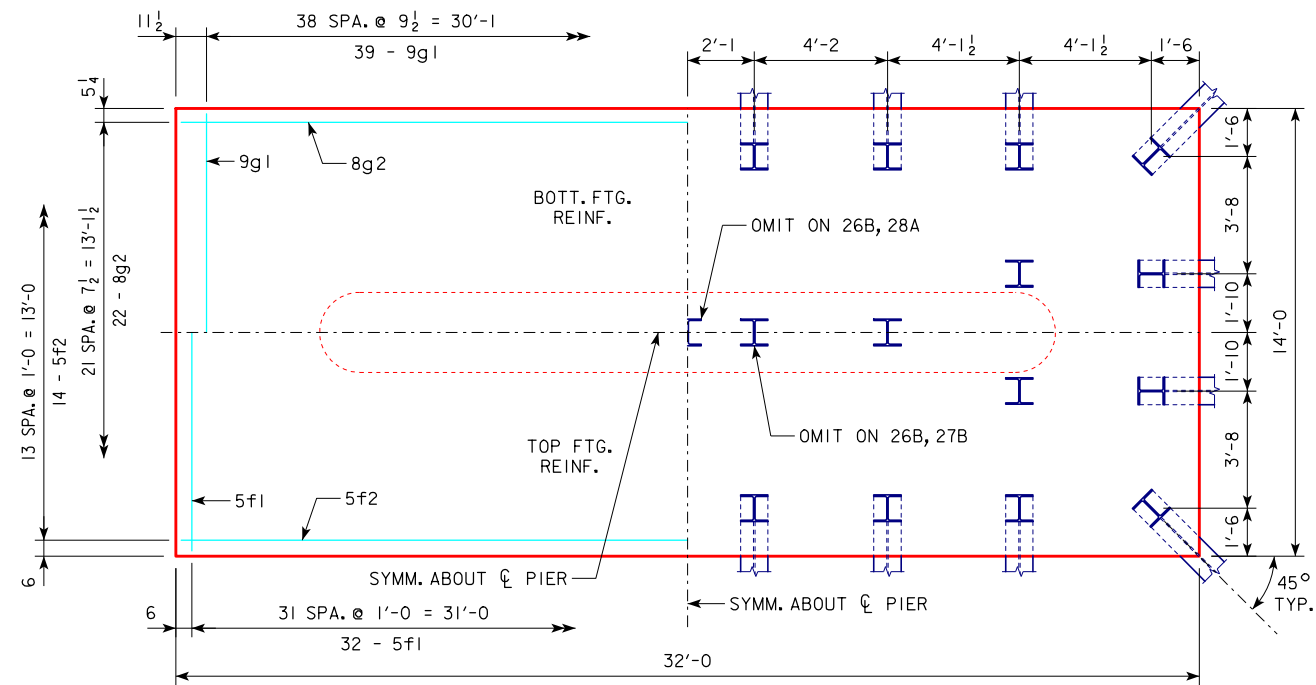 11½
38 SPA. @ 9½ = 30'-1
39 - 9g1
2'-1
4'-2
4'-1½
4'-1½
1'-6
5¼
9g1
8g2
BOTT. FTG.
REINF.
OMIT ON 26B, 28A
1'-6
3'-8
1'-10
14'-0
1'-10
3'-8
1'-6
13 SPA. @ 1'-0 = 13'-0
14 - 5f2
21 SPA. @ 7½ = 13'-1½
22 - 8g2
TOP FTG.
REINF.
OMIT ON 26B, 27B
5f1
5f2
6
SYMM. ABOUT ℄ PIER
SYMM. ABOUT ℄ PIER
45°
TYP.
6
31 SPA. @ 1'-0 = 31'-0
32 - 5f1
32'-0